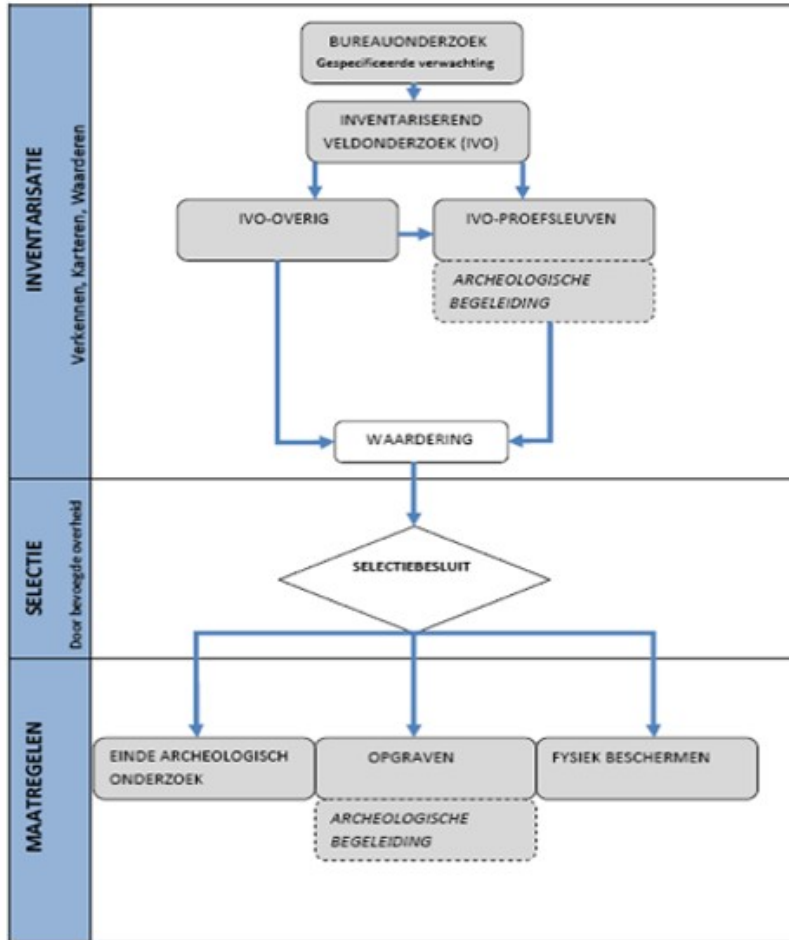 INVENTARISATIE
Verkennen, Karteren, Waarderen
BUREAUONDERZOEK
Gespecificeerde verwachting
INVENTARISEREND
VELDONDERZOEK (IVO)
IVO-OVERIG
IVO-PROEFSLEUVEN
ARCHEOLOGISCHE
BEGELEIDING
WAARDERING
SELECTIE
Door bevoegde overheid
SELECTIEBESLUIT
MAATREGELEN
EINDE ARCHEOLOGISCH
ONDERZOEK
OPGRAVEN
ARCHEOLOGISCHE
BEGELEIDING
FYSIEK BESCHERMEN